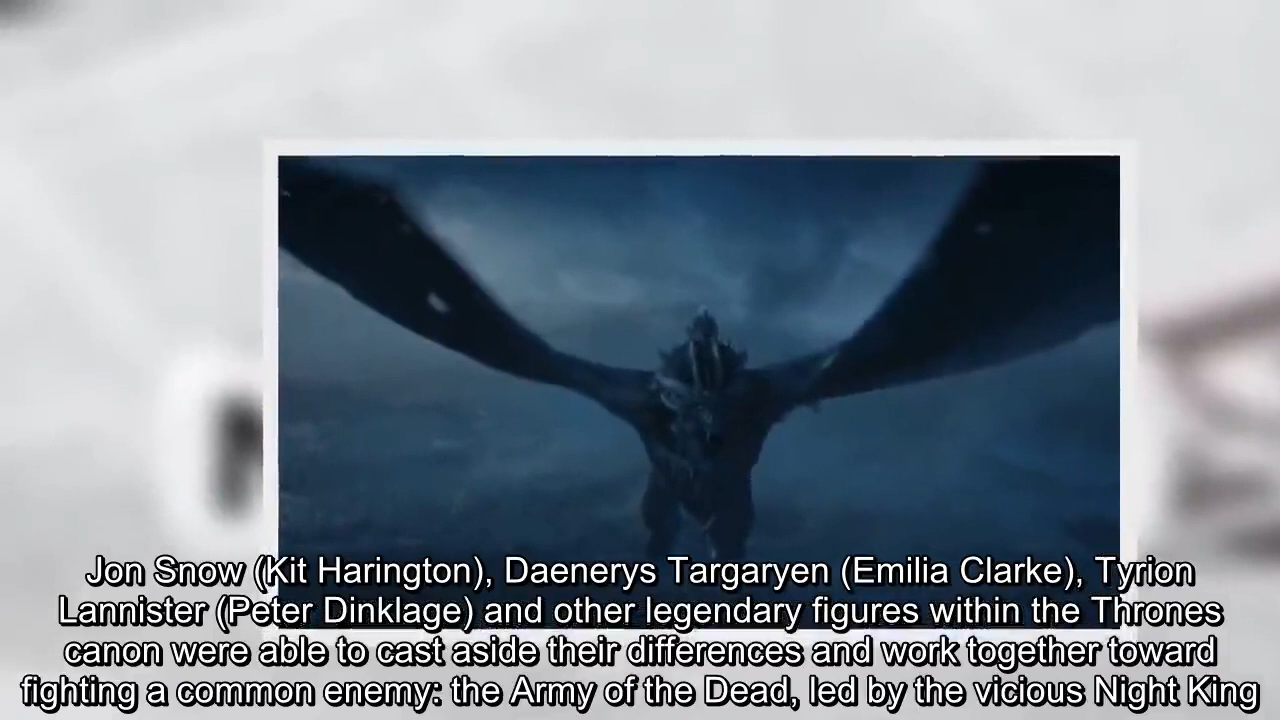 Jon Snow (Kit Harington), Daenerys Targaryen (Emilia Clarke), Tyrion
Lannister (Peter Dinklage) and other legendary figures within the Thrones
canon were able to cast aside their differences and work together toward
fighting a common enemy: the Army of the Dead, led by the vicious Night King